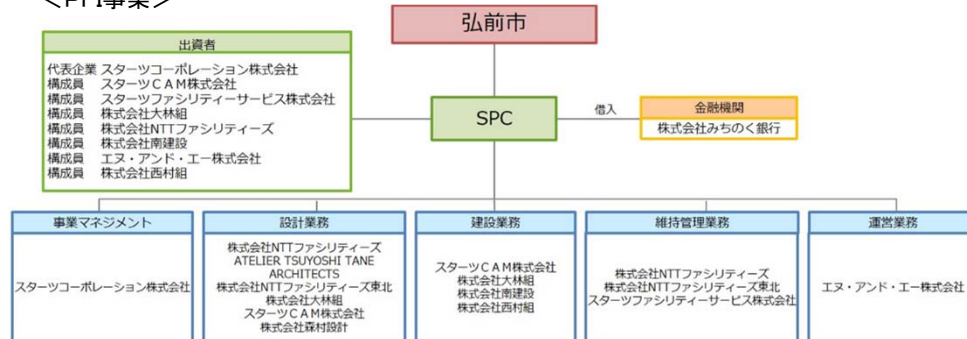 ＜PFI事業＞
弘前市
出資者
代表企業 スターツコーポレーション株式会社
構成員 スターツＣＡＭ株式会社
構成員 スターツファシリティーサービス株式会社
構成員 株式会社大林組
構成員 株式会社NTTファシリティーズ
構成員 株式会社南建設
構成員 エヌ・アンド・エー株式会社
構成員 株式会社西村組
SPC
借入
金融機関
株式会社みちのく銀行
事業マネジメント
スターツコーポレーション株式会社
設計業務
株式会社NTTファシリティーズ
ATELIER TSUYOSHI TANE
ARCHITECTS
株式会社NTTファシリティーズ東北
株式会社大林組
スターツＣＡＭ株式会社
株式会社森村設計
建設業務
スターツＣＡＭ株式会社
株式会社大林組
株式会社南建設
株式会社西村組
維持管理業務
株式会社NTTファシリティーズ
株式会社NTTファシリティーズ東北
スターツファシリティーサービス株式会社
運営業務
エヌ・アンド・エー株式会社